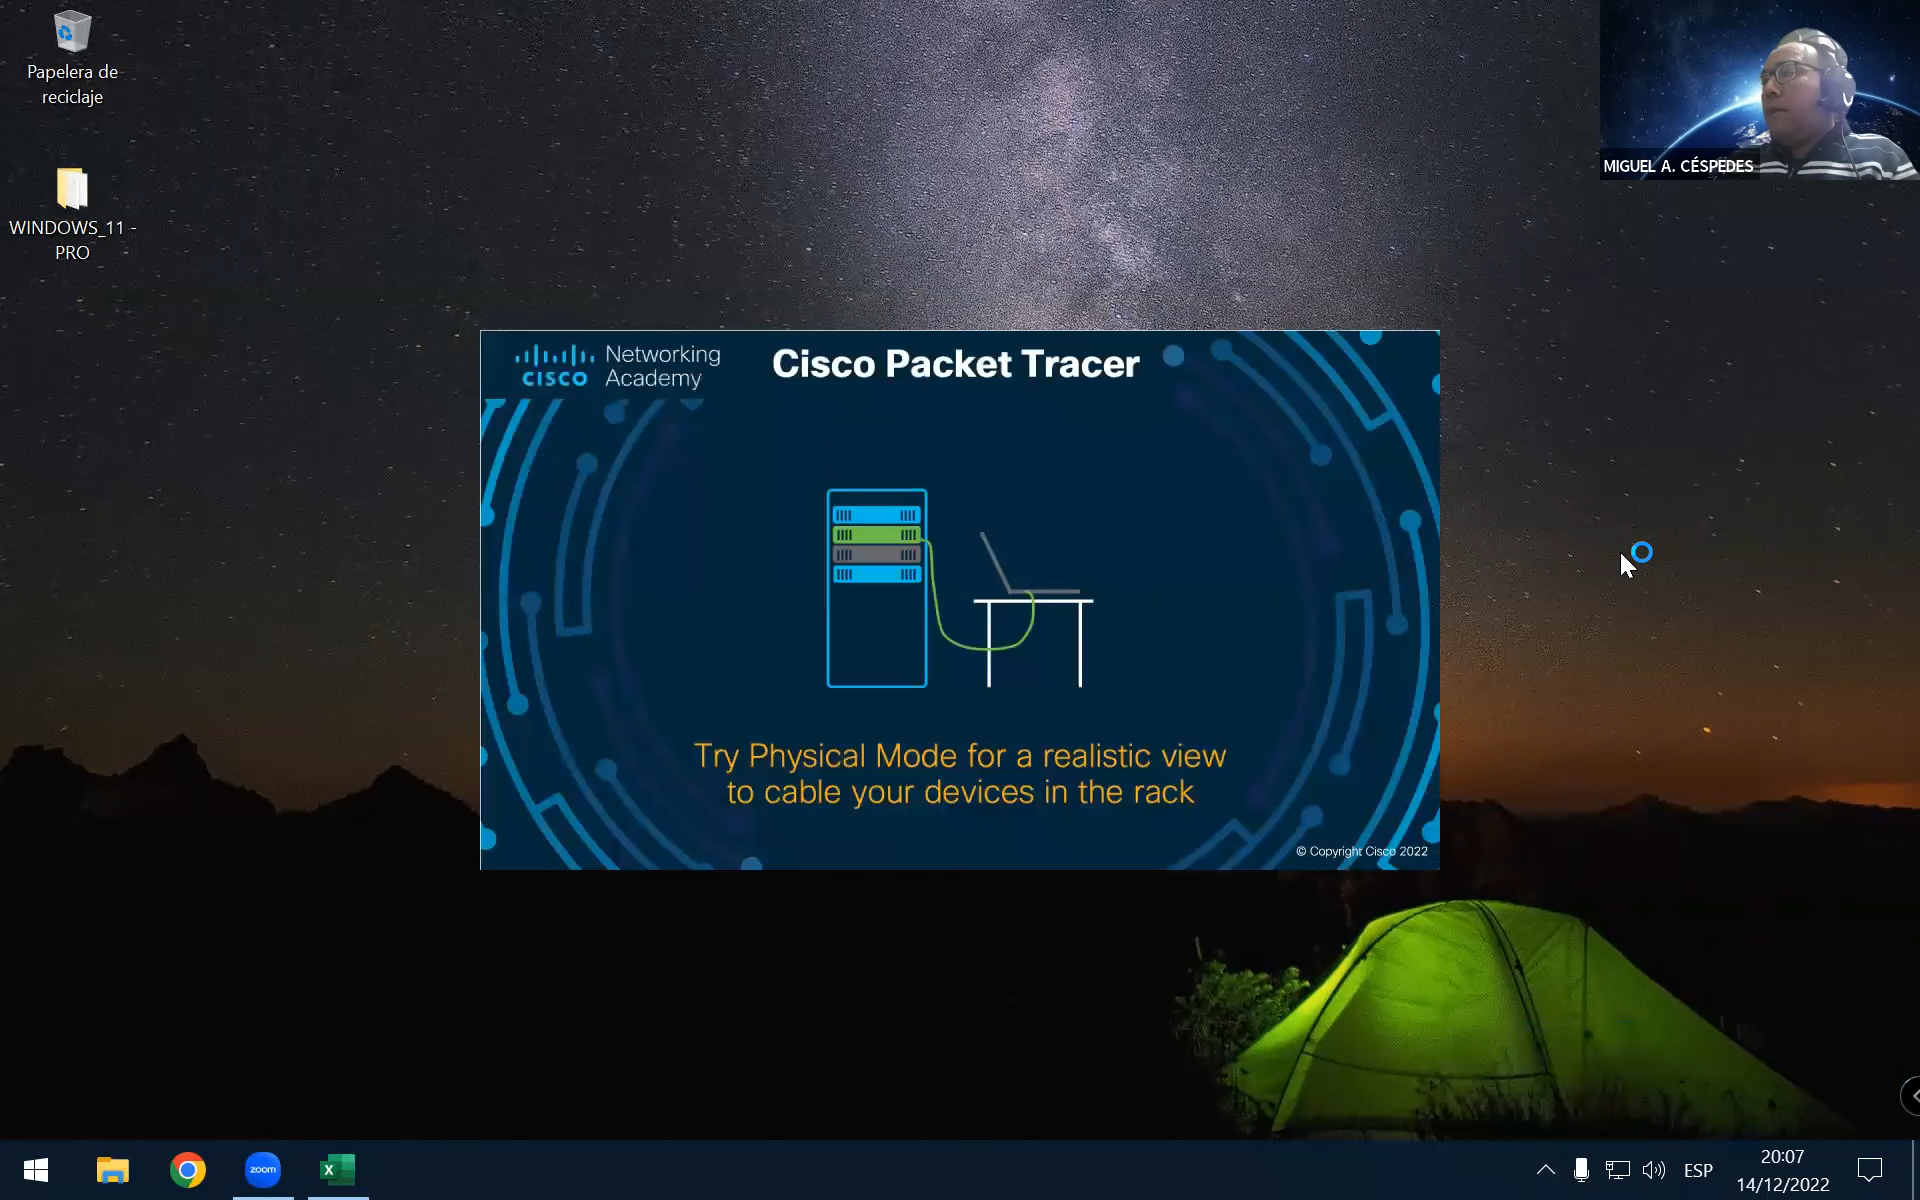 Papelera de
reciclaje
WINDOWS_11 -
PRO
MIGUEL A. CÉSPEDES
CISCO
Networking
Academy
Cisco Packet Tracer
Try Physical Mode for a realistic view
to cable your devices in the rack
© Copyright Cisco 2022
zoom
X
ESP
20:07
14/12/2022